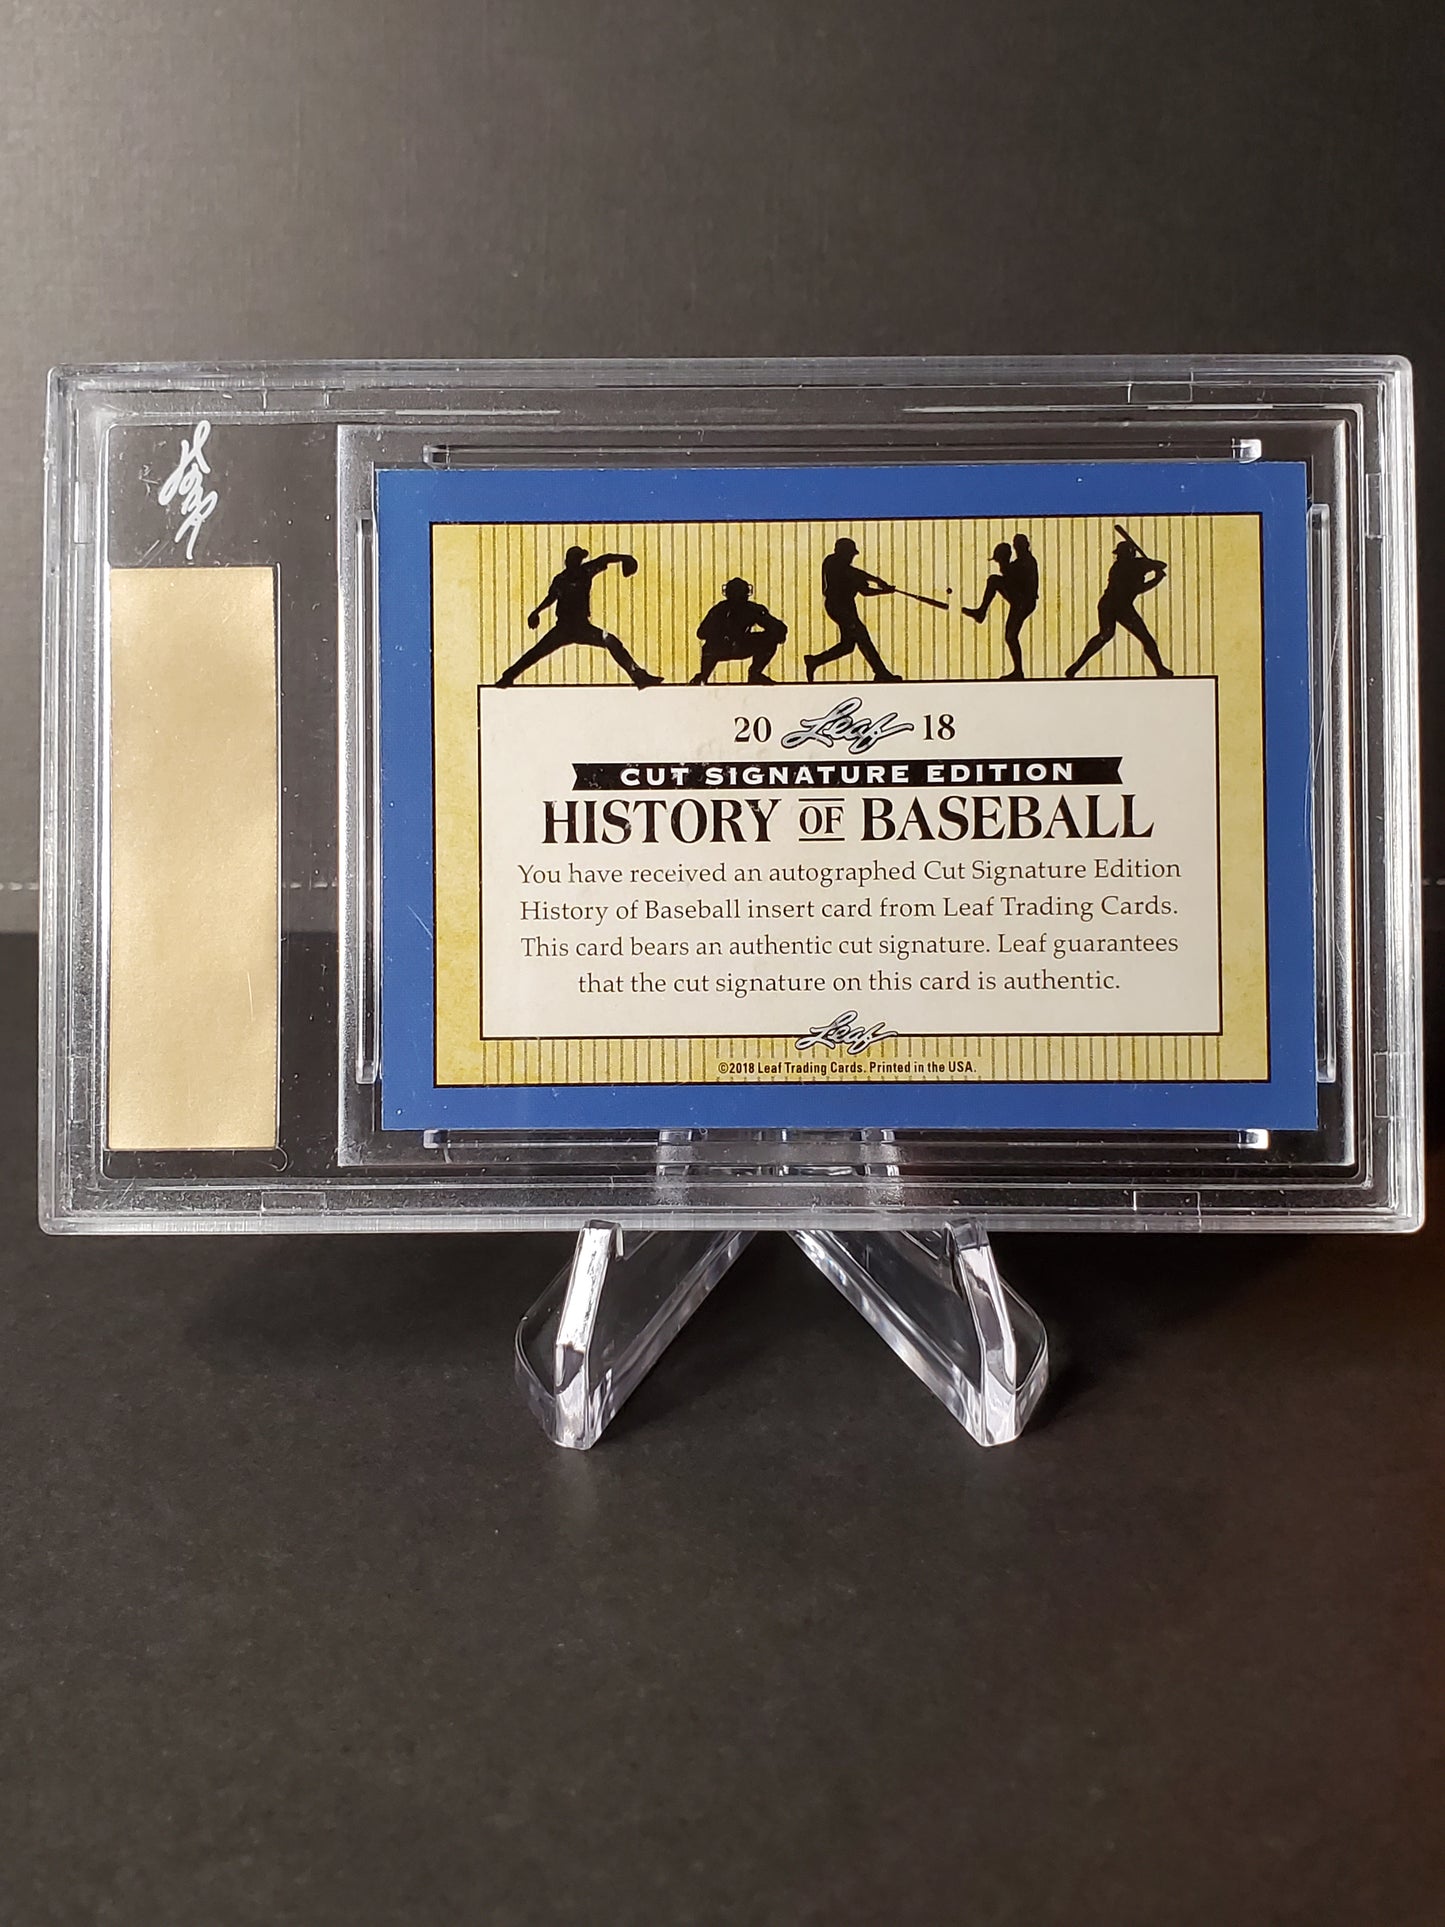 20 Leaf 18
CUT SIGNATURE EDITION
HISTORY OF BASEBALL
You have received an autographed Cut Signature Edition
History of Baseball insert card from Leaf Trading Cards.
This card bears an authentic cut signature. Leaf guarantees
that the cut signature on this card is authentic.
Leaf
©2018 Leaf Trading Cards. Printed in the USA.